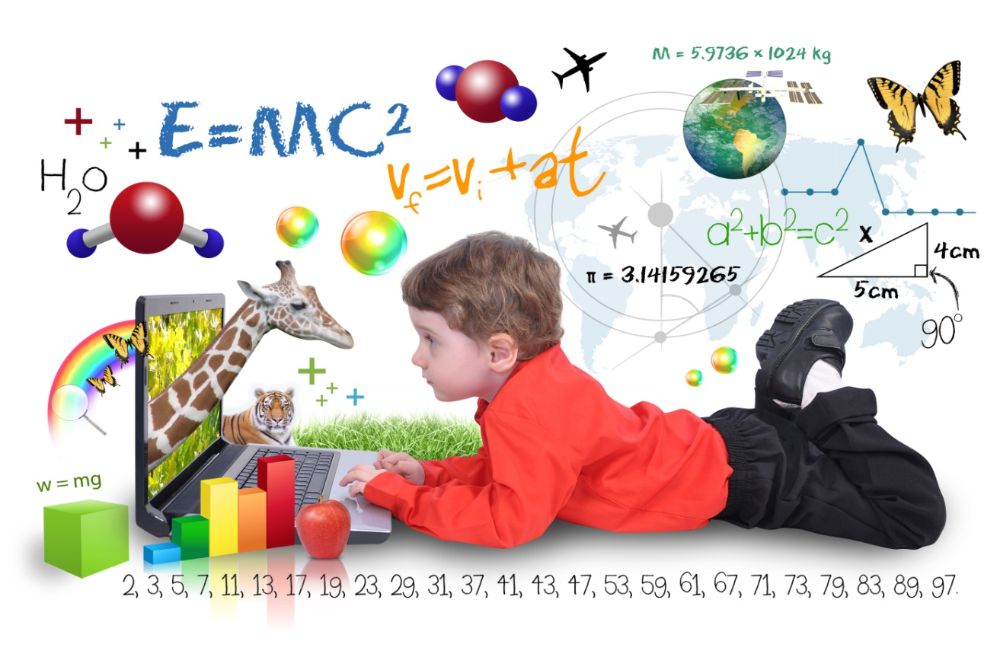 M = 5.9736 × 1024 kg
E=MC²
H₂O
v_f=v_i+at
a²+b²=c²
x
4cm
π = 3.14159265
5cm
90°
w = mg
2, 3, 5, 7, 11, 13, 17, 19, 23, 29, 31, 37, 41, 43, 47, 53, 59, 61, 67, 71, 73, 79, 83, 89, 97.